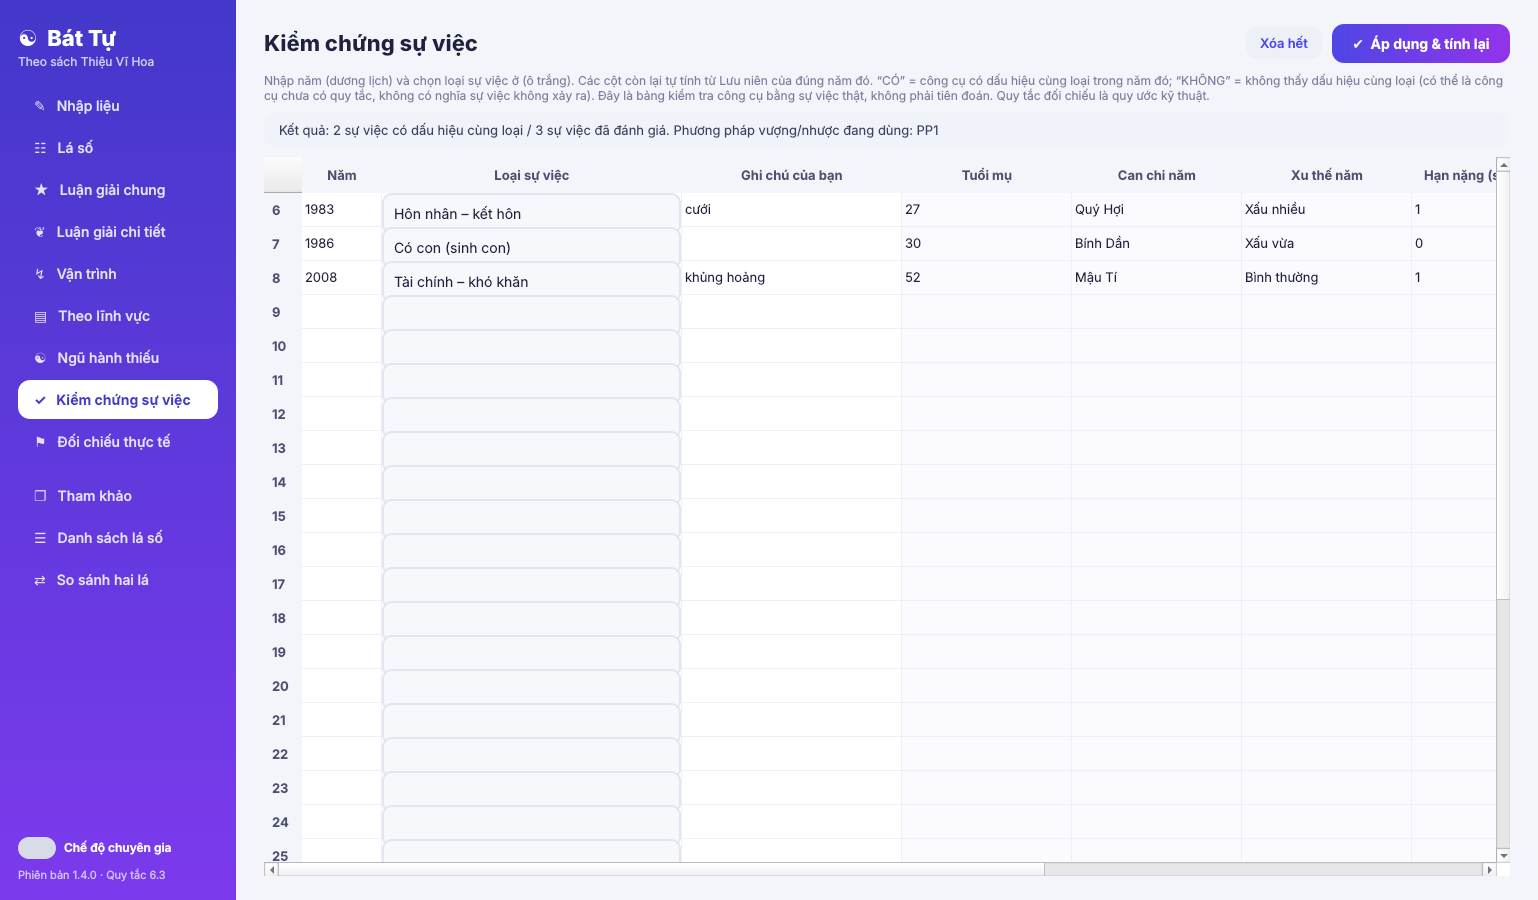 Bát Tự
Theo sách Thiệu Vĩ Hoa
Nhập liệu
Lá số
Luận giải chung
Luận giải chi tiết
Vận trình
Theo lĩnh vực
Ngũ hành thiếu
Kiểm chứng sự việc
Đối chiếu thực tế
Tham khảo
Danh sách lá số
So sánh hai lá
Chế độ chuyên gia
Phiên bản 1.4.0 · Quy tắc 6.3
Kiểm chứng sự việc
Xóa hết
✓ Áp dụng & tính lại
Nhập năm (dương lịch) và chọn loại sự việc ở (ô trắng). Các cột còn lại tự tính từ Lưu niên của đúng năm đó. “CÓ” = công cụ có dấu hiệu cùng loại trong năm đó; “KHÔNG” = không thấy dấu hiệu cùng loại (có thể là công
cụ chưa có quy tắc, không có nghĩa sự việc không xảy ra). Đây là bảng kiểm tra công cụ bằng sự việc thật, không phải tiên đoán. Quy tắc đối chiếu là quy ước kỹ thuật.
Kết quả: 2 sự việc có dấu hiệu cùng loại / 3 sự việc đã đánh giá. Phương pháp vượng/nhược đang dùng: PP1
Năm Loại sự việc Ghi chú của bạn Tuổi mụ Can chi năm Xu thế năm Hạn nặng (s
6 1983 Hôn nhân – kết hôn cưới 27 Quý Hợi Xấu nhiều 1
7 1986 Có con (sinh con) 30 Bính Dần Xấu vừa 0
8 2008 Tài chính – khó khăn khủng hoảng 52 Mậu Tí Bình thường 1
9
10
11
12
13
14
15
16
17
18
19
20
21
22
23
24
25